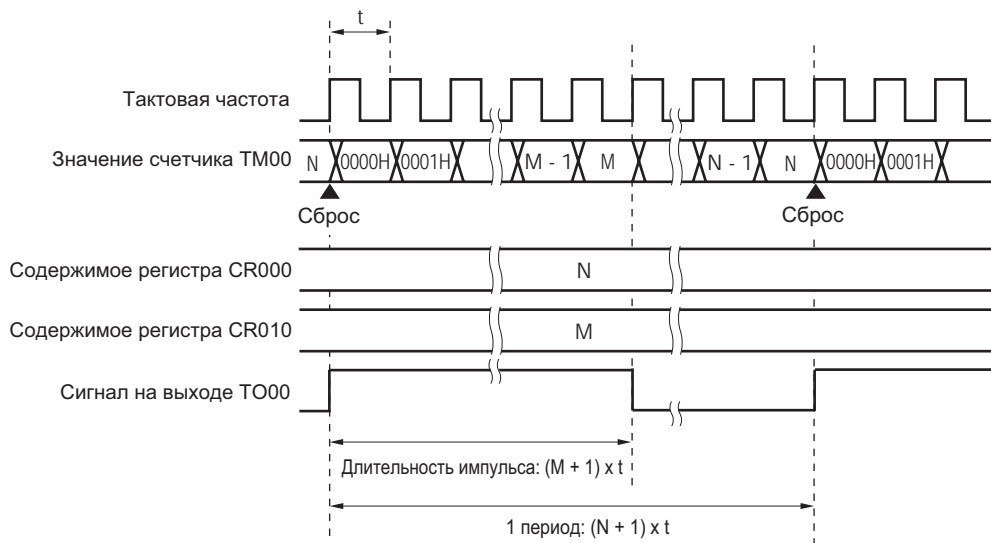 t
Тактовая частота
Значение счетчика TM00 N 0000H 0001H M - 1 M N - 1 N 0000H 0001H
Сброс Сброс
Содержимое регистра CR000 N
Содержимое регистра CR010 M
Сигнал на выходе TO00
Длительность импульса: (M + 1) x t
1 период: (N + 1) x t